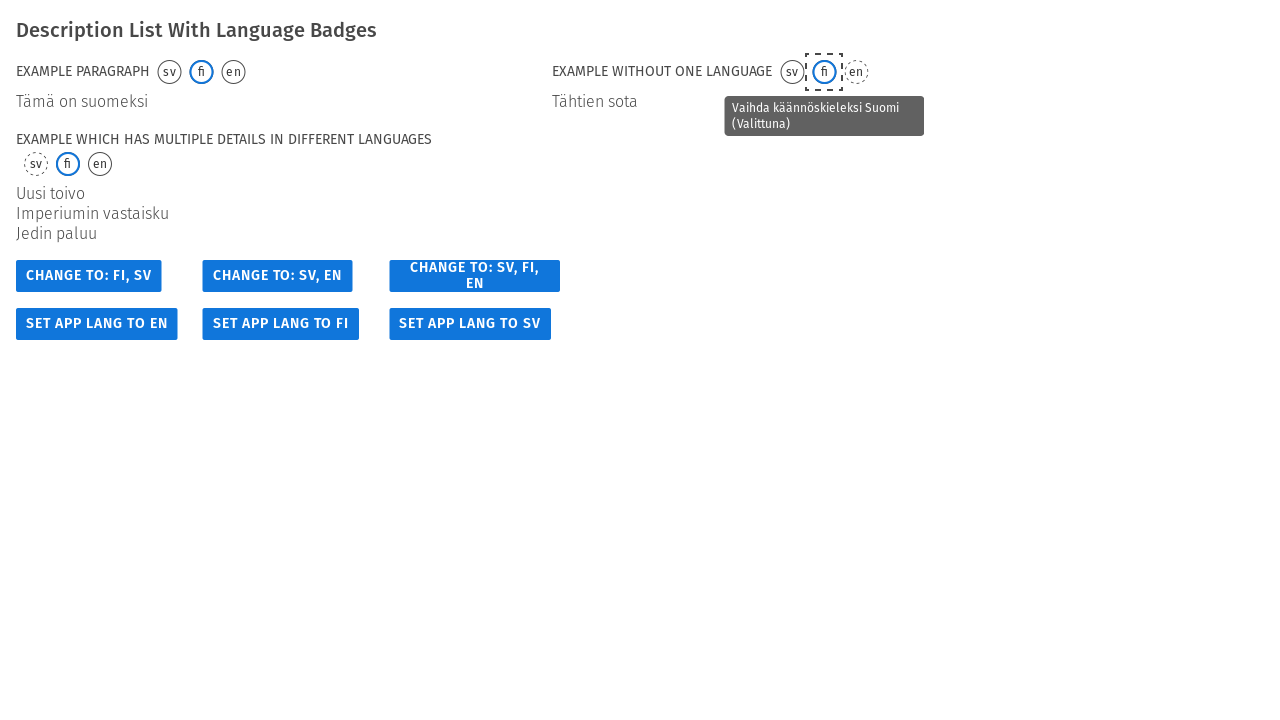 Description List With Language Badges
EXAMPLE PARAGRAPH sv fi en
Tämä on suomeksi
EXAMPLE WITHOUT ONE LANGUAGE sv fi en
Tähtien sota
Vaihda käännöskieleksi Suomi
(Valittuna)
EXAMPLE WHICH HAS MULTIPLE DETAILS IN DIFFERENT LANGUAGES
sv fi en
Uusi toivo
Imperiumin vastaisku
Jedin paluu
CHANGE TO: FI, SV
CHANGE TO: SV, EN
CHANGE TO: SV, FI,
EN
SET APP LANG TO EN
SET APP LANG TO FI
SET APP LANG TO SV